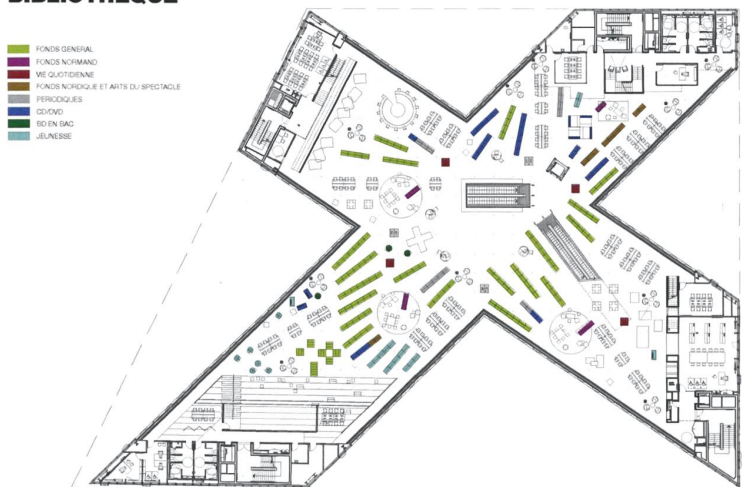 BIBLIOTHÈQUE
FONDS GENERAL
FONDS NORMAND
VIE QUOTIDIENNE
FONDS NORDIQUE ET ARTS DU SPECTACLE
PERIODIQUES
CD/DVD
BD EN BAC
JEUNESSE